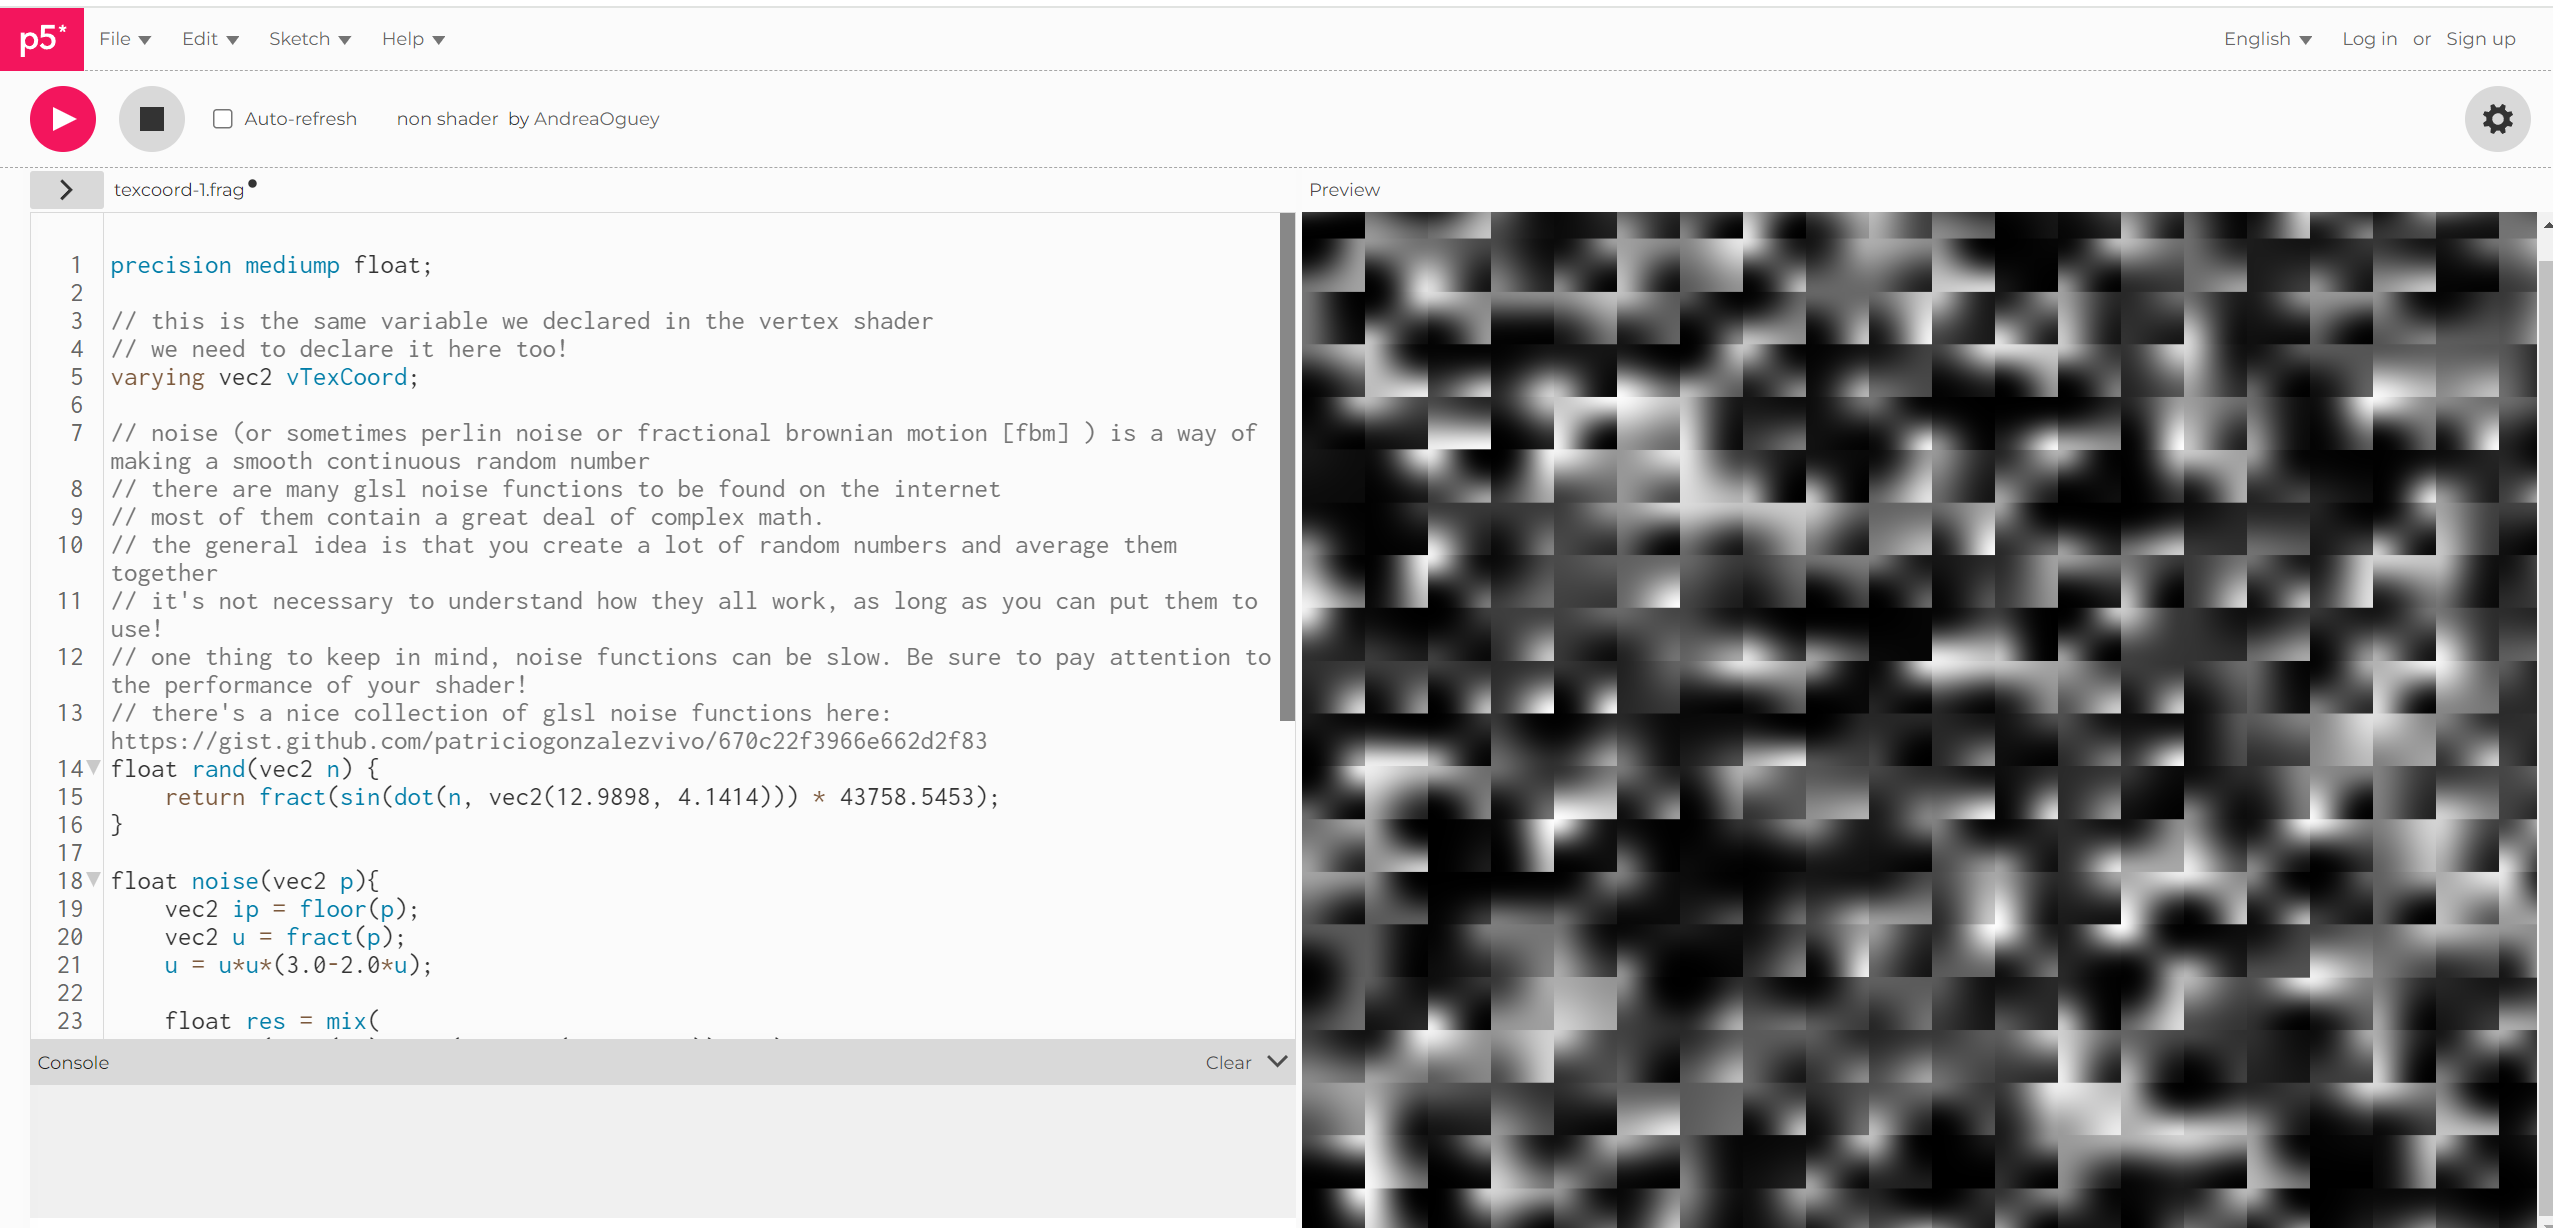 p5*
File Edit Sketch Help English Log in or Sign up
Auto-refresh non shader by AndreaOguey
texcoord-1.frag
Preview
1 precision mediump float;
2
3 // this is the same variable we declared in the vertex shader
4 // we need to declare it here too!
5 varying vec2 vTexCoord;
6
7 // noise (or sometimes perlin noise or fractional brownian motion [fbm] ) is a way of
making a smooth continuous random number
8 // there are many glsl noise functions to be found on the internet
9 // most of them contain a great deal of complex math.
10 // the general idea is that you create a lot of random numbers and average them
together
11 // it's not necessary to understand how they all work, as long as you can put them to
use!
12 // one thing to keep in mind, noise functions can be slow. Be sure to pay attention to
the performance of your shader!
13 // there's a nice collection of glsl noise functions here:
https://gist.github.com/patriciogonzalezvivo/670c22f3966e662d2f83
14 float rand(vec2 n) {
15     return fract(sin(dot(n, vec2(12.9898, 4.1414))) * 43758.5453);
16 }
17
18 float noise(vec2 p){
19     vec2 ip = floor(p);
20     vec2 u = fract(p);
21     u = u*u*(3.0-2.0*u);
22
23     float res = mix(
Console Clear